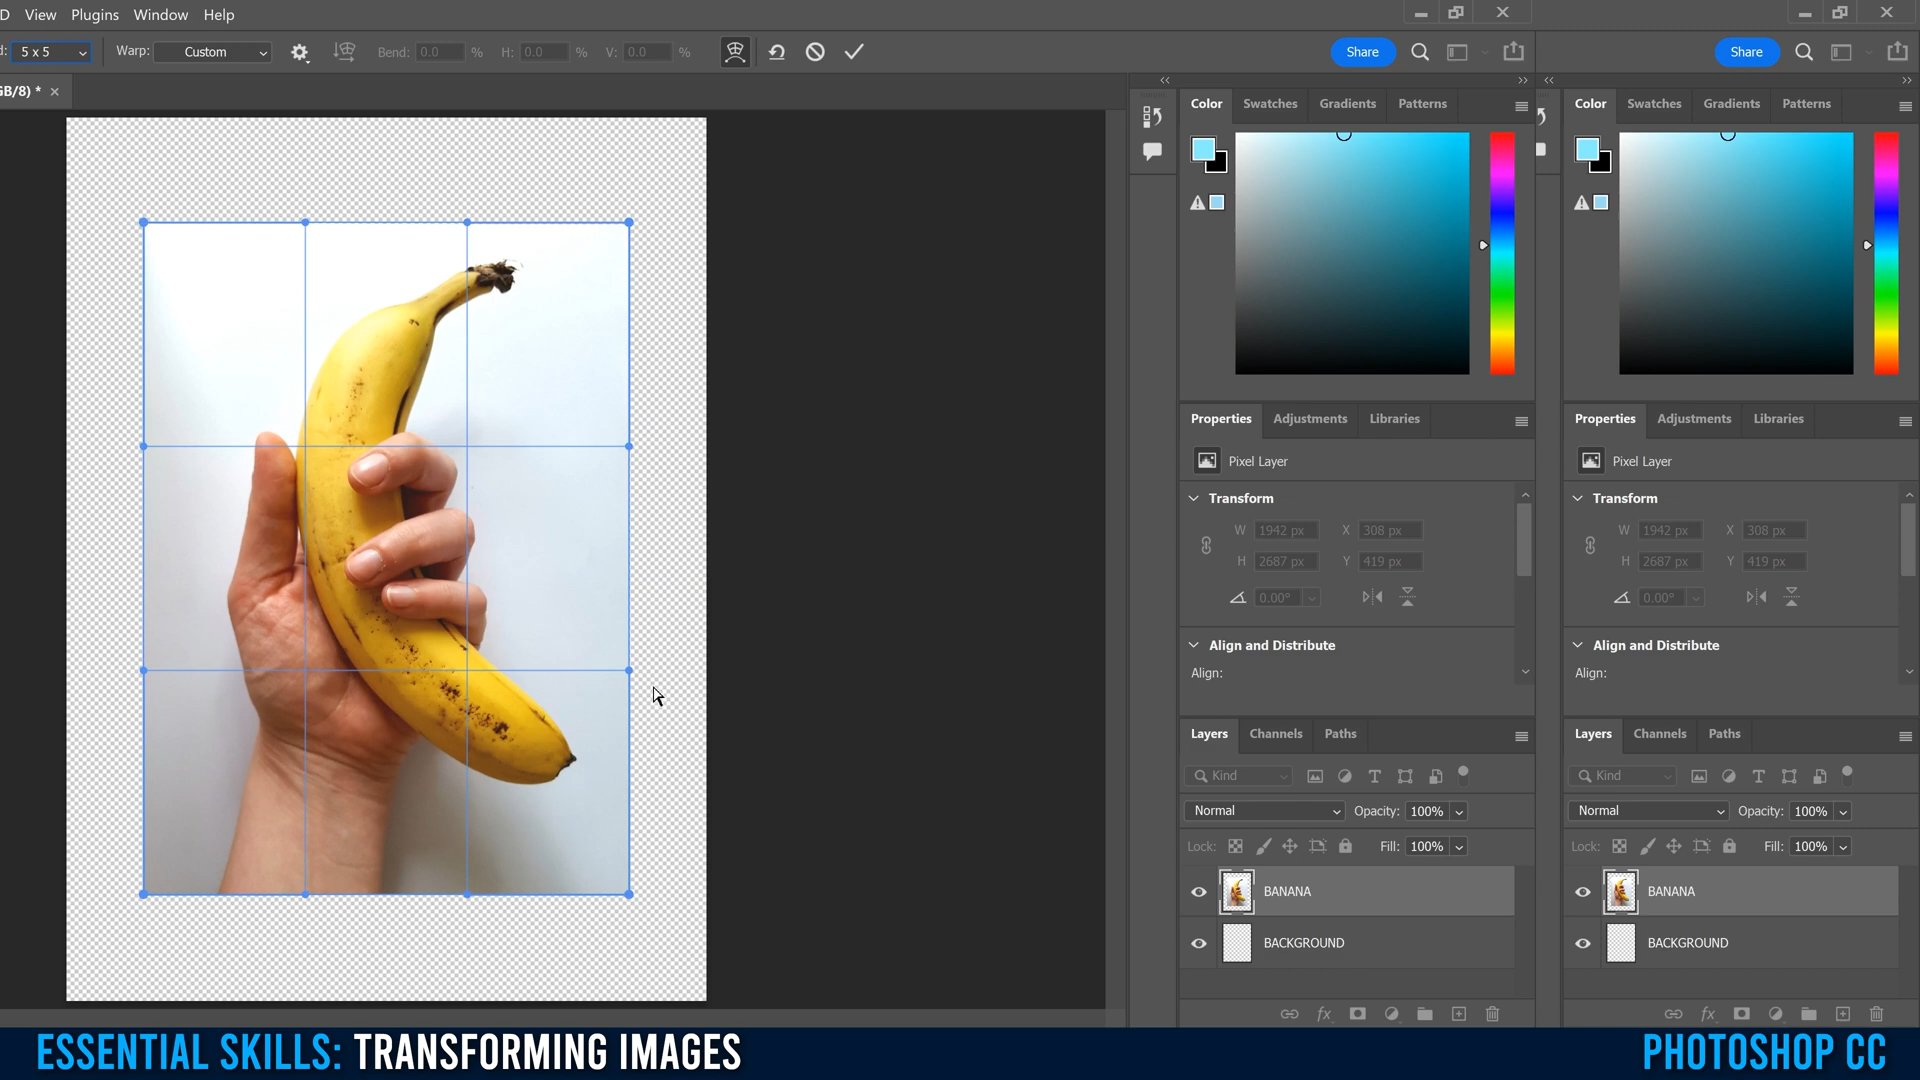 D View Plugins Window Help
d: 5 x 5 Warp: Custom Bend: 0.0 % H: 0.0 % V: 0.0 % Share Share
GB/8) * ×
Color Swatches Gradients Patterns
Color Swatches Gradients Patterns
Properties Adjustments Libraries
Properties Adjustments Libraries
Pixel Layer
Pixel Layer
Transform
Transform
W 1942 px X 308 px
W 1942 px X 308 px
H 2687 px Y 419 px
H 2687 px Y 419 px
0.00°
0.00°
Align and Distribute
Align and Distribute
Align:
Align:
Layers Channels Paths
Layers Channels Paths
Kind
Kind
Normal Opacity: 100%
Normal Opacity: 100%
Lock: Fill: 100%
Lock: Fill: 100%
BANANA
BANANA
BACKGROUND
BACKGROUND
ESSENTIAL SKILLS: TRANSFORMING IMAGES
PHOTOSHOP CC